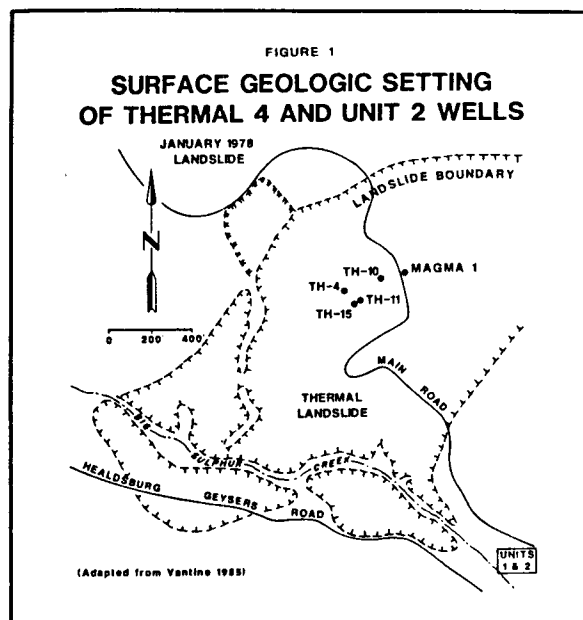 FIGURE 1
SURFACE GEOLOGIC SETTING
OF THERMAL 4 AND UNIT 2 WELLS
JANUARY 1978
LANDSLIDE
LANDSLIDE BOUNDARY
N
TH-10
MAGMA 1
TH-4
TH-11
TH-15
0 200 400
MAIN ROAD
THERMAL
LANDSLIDE
BIG SULPHUR CREEK
HEALDSBURG GEYSERS ROAD
UNITS
1 & 2
(Adapted from Vantine 1985)